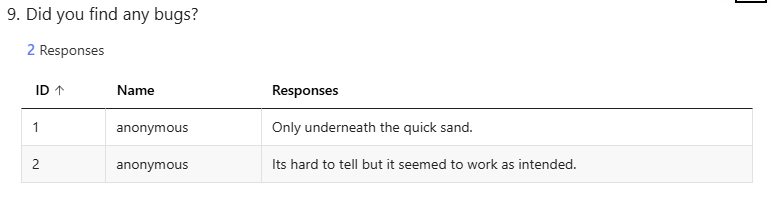 9. Did you find any bugs?
2 Responses
ID ↑ Name Responses
1 anonymous Only underneath the quick sand.
2 anonymous Its hard to tell but it seemed to work as intended.